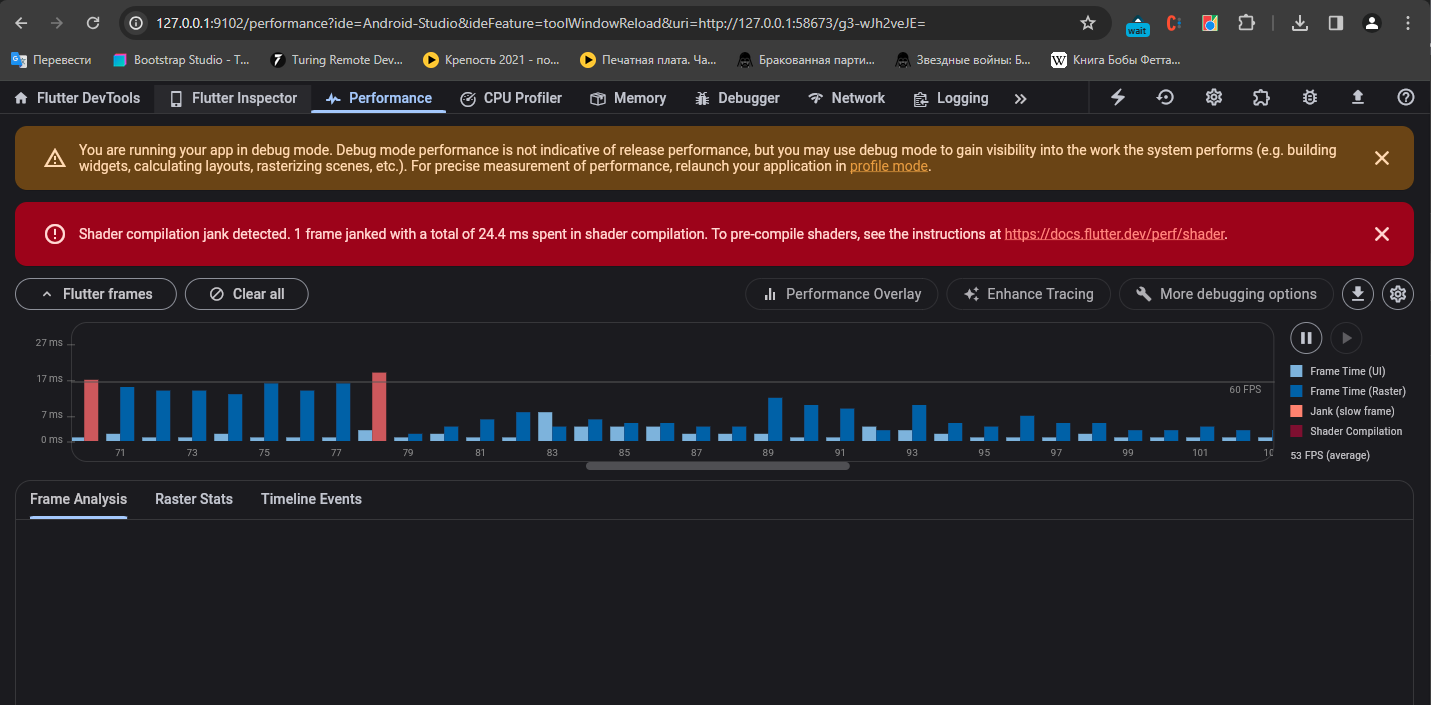 127.0.0.1:9102/performance?ide=Android-Studio&ideFeature=toolWindowReload&uri=http://127.0.0.1:58673/g3-wJh2veJE=
wait
Перевести
Bootstrap Studio - T...
Turing Remote Dev...
Крепость 2021 - по...
Печатная плата. Ча...
Бракованная парти...
Звездные войны: Б...
W Книга Бобы Фетта...
Flutter DevTools
Flutter Inspector
Performance
CPU Profiler
Memory
Debugger
Network
Logging
You are running your app in debug mode. Debug mode performance is not indicative of release performance, but you may use debug mode to gain visibility into the work the system performs (e.g. building
widgets, calculating layouts, rasterizing scenes, etc.). For precise measurement of performance, relaunch your application in profile mode.
Shader compilation jank detected. 1 frame janked with a total of 24.4 ms spent in shader compilation. To pre-compile shaders, see the instructions at https://docs.flutter.dev/perf/shader.
Flutter frames
Clear all
Performance Overlay
Enhance Tracing
More debugging options
27 ms
17 ms
7 ms
0 ms
60 FPS
71 73 75 77 79 81 83 85 87 89 91 93 95 97 99 101 10
Frame Time (UI)
Frame Time (Raster)
Jank (slow frame)
Shader Compilation
53 FPS (average)
Frame Analysis
Raster Stats
Timeline Events